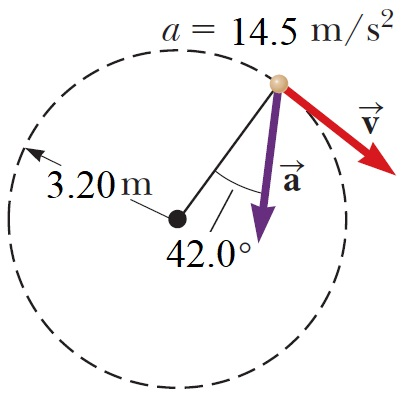 a = 14.5 m/s²
v⃗
3.20 m
a⃗
42.0°